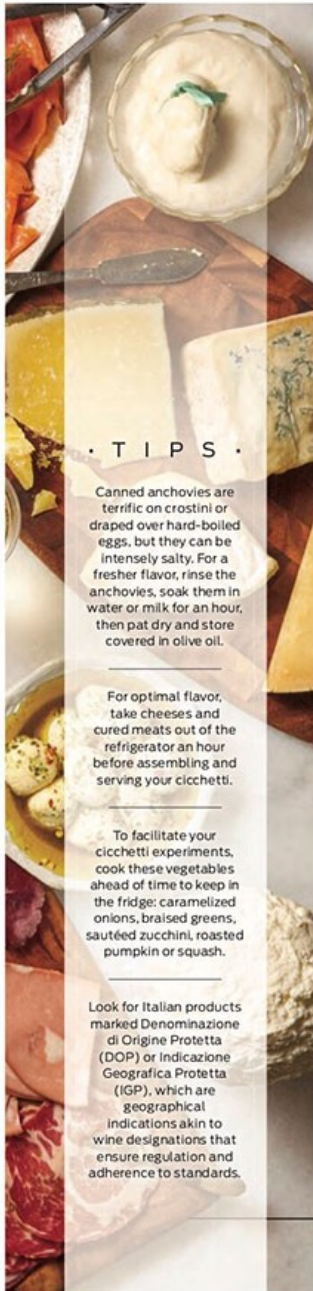 · T I P S ·
Canned anchovies are
terrific on crostini or
draped over hard-boiled
eggs, but they can be
intensely salty. For a
fresher flavor, rinse the
anchovies, soak them in
water or milk for an hour,
then pat dry and store
covered in olive oil.
For optimal flavor,
take cheeses and
cured meats out of the
refrigerator an hour
before assembling and
serving your cicchetti.
To facilitate your
cicchetti experiments,
cook these vegetables
ahead of time to keep in
the fridge: caramelized
onions, braised greens,
sautéed zucchini, roasted
pumpkin or squash.
Look for Italian products
marked Denominazione
di Origine Protetta
(DOP) or Indicazione
Geografica Protetta
(IGP), which are
geographical
indications akin to
wine designations that
ensure regulation and
adherence to standards.